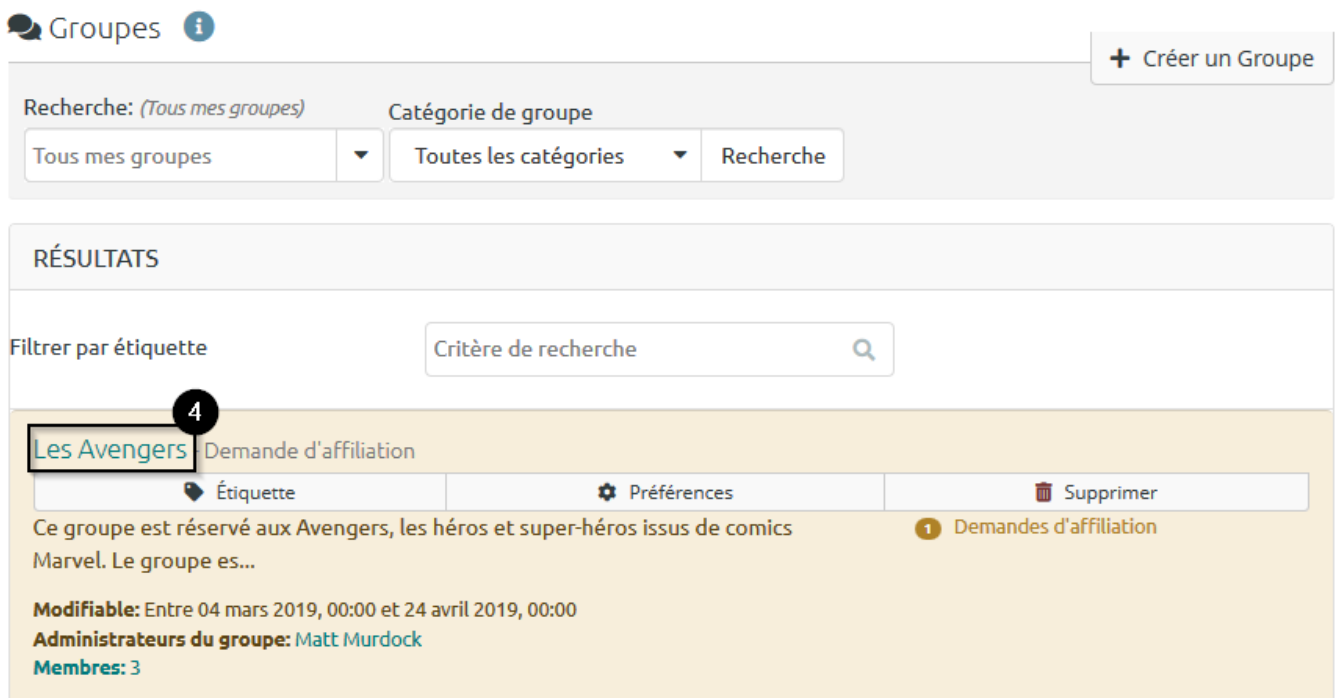 Groupes
+ Créer un Groupe
Recherche: (Tous mes groupes)
Catégorie de groupe
Tous mes groupes
Toutes les catégories
Recherche
RÉSULTATS
Filtrer par étiquette
Critère de recherche
4
Les Avengers - Demande d'affiliation
Étiquette
Préférences
Supprimer
Ce groupe est réservé aux Avengers, les héros et super-héros issus de comics
Marvel. Le groupe es...
1 Demandes d'affiliation
Modifiable: Entre 04 mars 2019, 00:00 et 24 avril 2019, 00:00
Administrateurs du groupe: Matt Murdock
Membres: 3